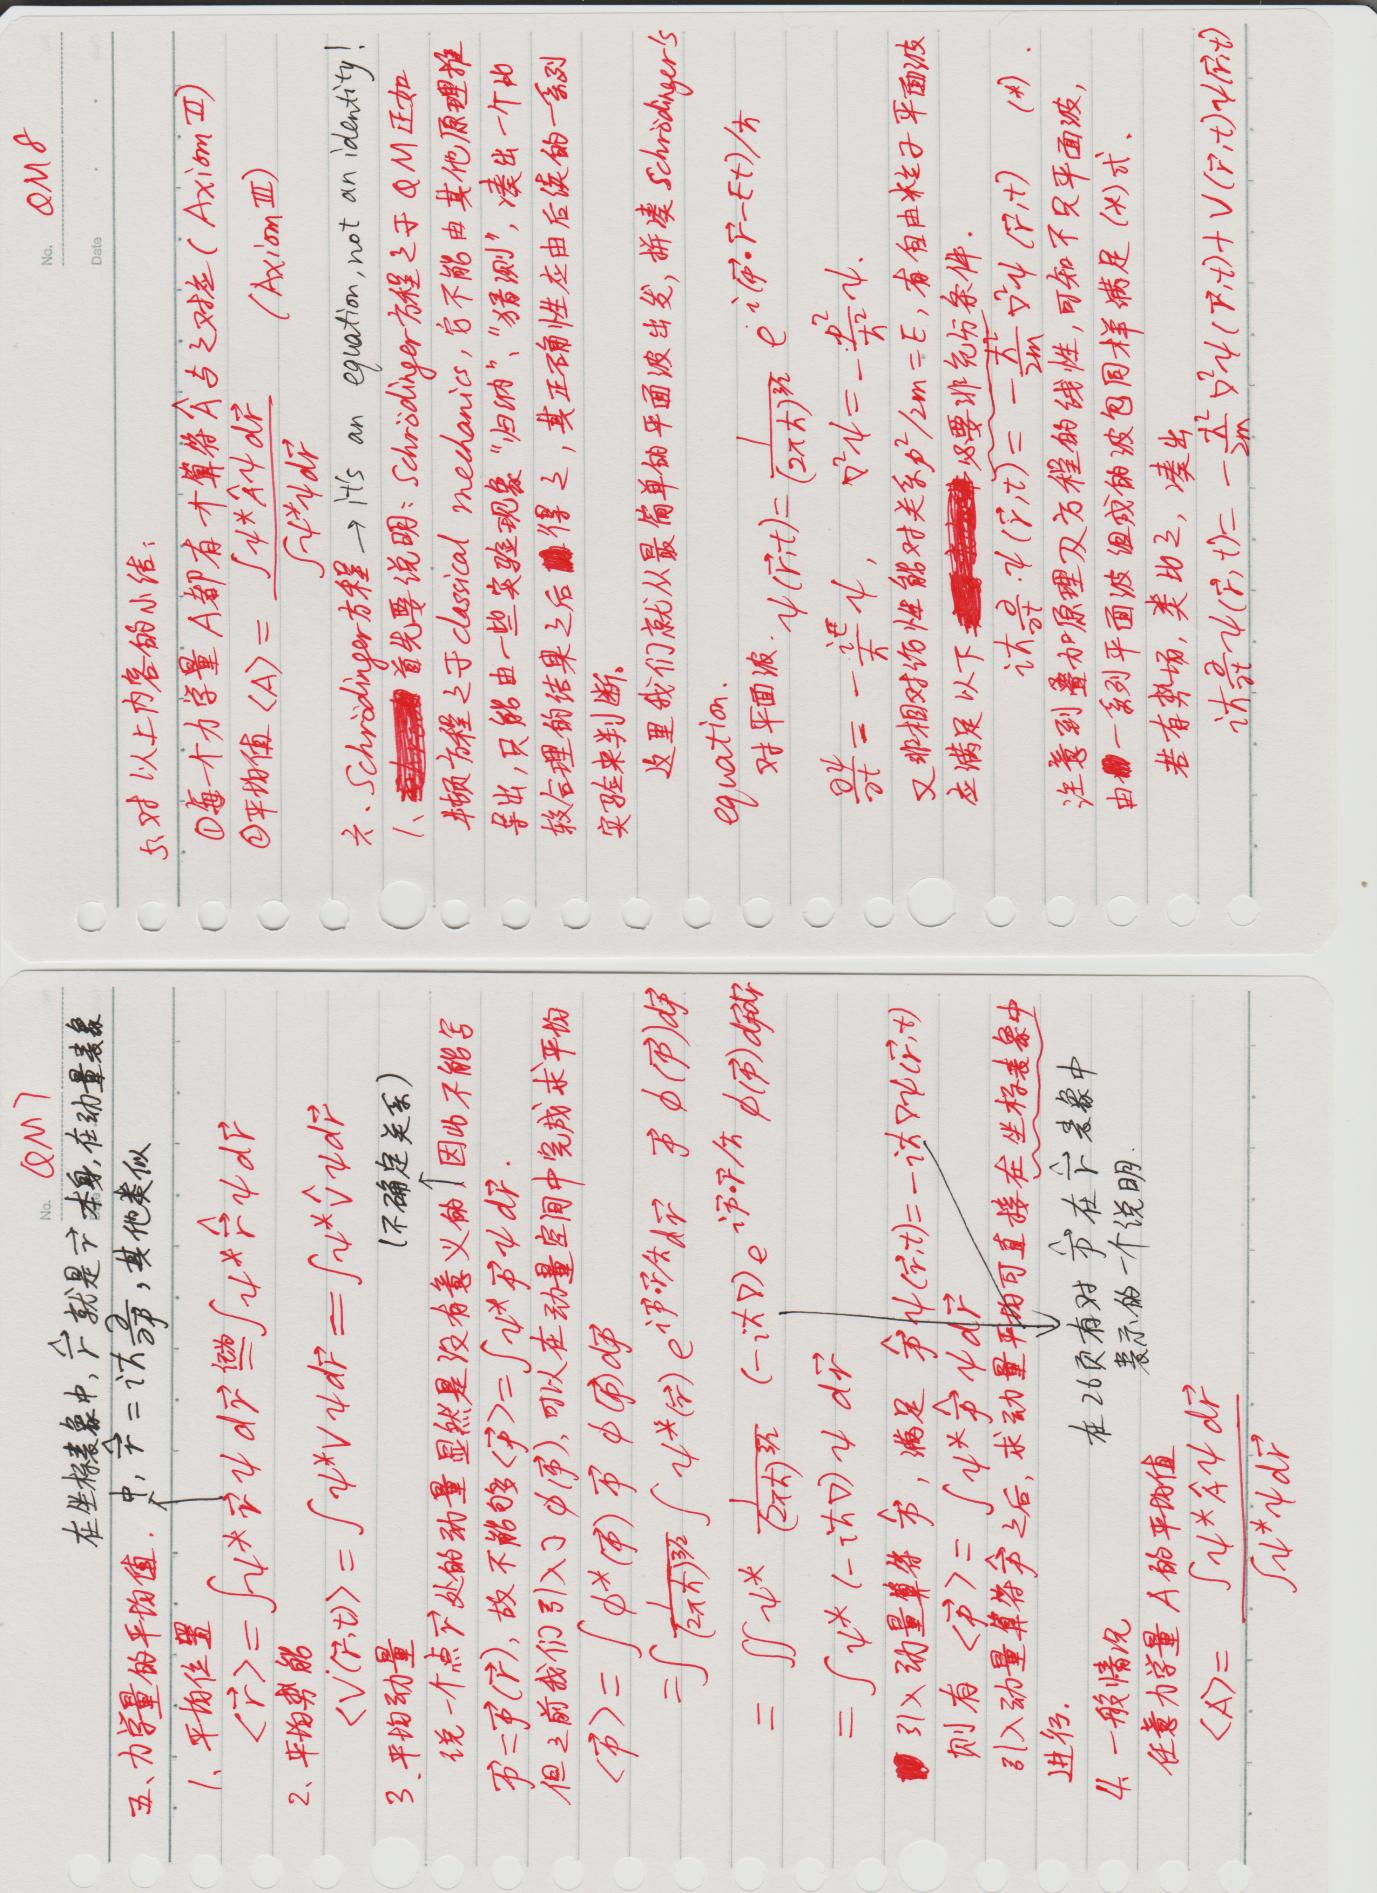 No. QM7
在坐标表象中, $\hat{\vec{r}}$ 就是 $\vec{r}$ 本身, 在动量表象
中, $\hat{\vec{r}} = i\hbar\frac{\partial}{\partial \vec{p}}$, 其他类似
五、力学量的平均值.
1、平均位置
$\langle\vec{r}\rangle = \int \psi^* \vec{r} \psi d\vec{r} \overset{记为}{=} \int \psi^* \hat{\vec{r}} \psi d\vec{r}$
2、平均势能
$\langle V(\vec{r},t)\rangle = \int \psi^* V \psi d\vec{r} = \int \psi^* \hat{V} \psi d\vec{r}$
3、平均动量
(不确定关系)
说一个点 $\vec{r}$ 处的动量显然是没有意义的, 因此不能写
$\vec{p} = \vec{p}(\vec{r})$, 故不能够 $\langle\vec{p}\rangle = \int \psi^* \vec{p} \psi d\vec{r}$.
但之前我们引入了 $\phi(\vec{p})$, 可以在动量空间中完成求平均
$\langle\vec{p}\rangle = \int \phi^*(\vec{p}) \vec{p} \phi(\vec{p}) d\vec{p}$
$= \int \frac{1}{(2\pi\hbar)^{3/2}} \int \psi^*(\vec{r}) e^{i\vec{p}\cdot\vec{r}/\hbar} d\vec{r} \; \vec{p} \; \phi(\vec{p}) d\vec{p}$
$= \iint \psi^* \frac{1}{(2\pi\hbar)^{3/2}} (-i\hbar\nabla) e^{i\vec{p}\cdot\vec{r}/\hbar} \phi(\vec{p}) d\vec{p} d\vec{r}$
$= \int \psi^* (-i\hbar\nabla) \psi \, d\vec{r}$
引入动量算符 $\hat{\vec{p}}$, 满足 $\hat{\vec{p}} \psi(\vec{r},t) = -i\hbar\nabla\psi(\vec{r},t)$
则有 $\langle\vec{p}\rangle = \int \psi^* \hat{\vec{p}} \psi d\vec{r}$
引入动量算符 $\hat{\vec{p}}$ 之后, 求动量平均可直接在坐标表象中
进行.
在26页有对 $\hat{\vec{p}}$ 在 $\hat{\vec{r}}$ 表象中
表示的一个说明.
4、一般情况
任意力学量 A 的平均值
$\langle A\rangle = \frac{\int \psi^* \hat{A} \psi d\vec{r}}{\int \psi^* \psi d\vec{r}}$
No. QM8
Date
5、对以上内容的小结:
①每一个力学量 A 都有一个算符 $\hat{A}$ 与之对应 (Axiom II)
②平均值 $\langle A\rangle = \frac{\int \psi^* \hat{A} \psi d\vec{r}}{\int \psi^* \psi d\vec{r}}$ (Axiom III)
六. Schrödinger方程 → it's an equation, not an identity!
1、首先要说明: Schrödinger方程之于 QM 正如
牛顿方程之于 classical mechanics, 它不能由其他原理推
导出, 只能由一些实验现象“归纳”、“猜测”, 凑出一个比
较合理的结果之后得之, 其正确性应由后续的一系列
实验来判断。
这里我们就从最简单的平面波出发, 拼凑 Schrödinger's
equation.
对平面波. $\psi(\vec{r},t) = \frac{1}{(2\pi\hbar)^{3/2}} e^{i(\vec{p}\cdot\vec{r}-Et)/\hbar}$
$\frac{\partial\psi}{\partial t} = -\frac{iE}{\hbar}\psi, \quad \nabla^2\psi = -\frac{p^2}{\hbar^2}\psi.$
又非相对论性能对关系 $p^2/2m = E$, 有自由粒子平面波
应满足以下必要非充分条件.
$i\hbar\frac{\partial}{\partial t}\psi(\vec{r},t) = -\frac{\hbar^2}{2m}\nabla^2\psi(\vec{r},t)$ (*).
注意到叠加原理及方程的线性, 可知不只平面波,
由一系列平面波组成的波包同样满足 (*) 式.
若有势场, 类比之, 凑出
$i\hbar\frac{\partial}{\partial t}\psi(\vec{r},t) = -\frac{\hbar^2}{2m}\nabla^2\psi(\vec{r},t) + V(\vec{r},t)\psi(\vec{r},t)$